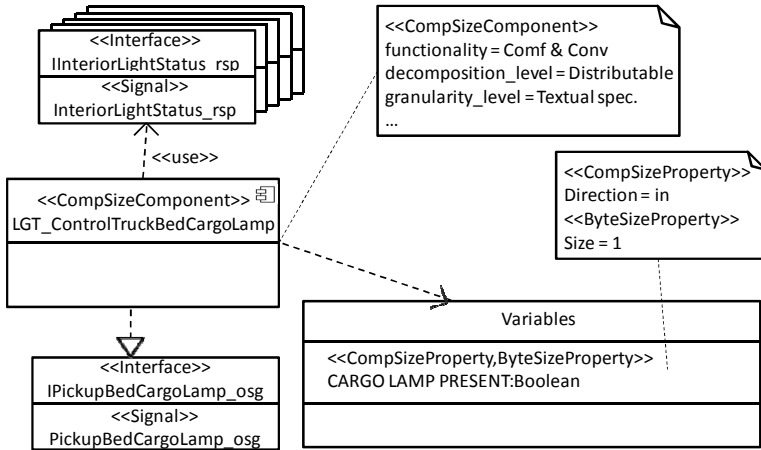 <<Interface>>
IInteriorLightStatus_rsp
<<Signal>>
InteriorLightStatus_rsp
<<use>>
<<CompSizeComponent>>
LGT_ControlTruckBedCargoLamp
<<Interface>>
IPickupBedCargoLamp_osg
<<Signal>>
PickupBedCargoLamp_osg
<<CompSizeComponent>>
functionality = Comf & Conv
decomposition_level = Distributable
granularity_level = Textual spec.
...
<<CompSizeProperty>>
Direction = in
<<ByteSizeProperty>>
Size = 1
Variables
<<CompSizeProperty,ByteSizeProperty>>
CARGO LAMP PRESENT:Boolean